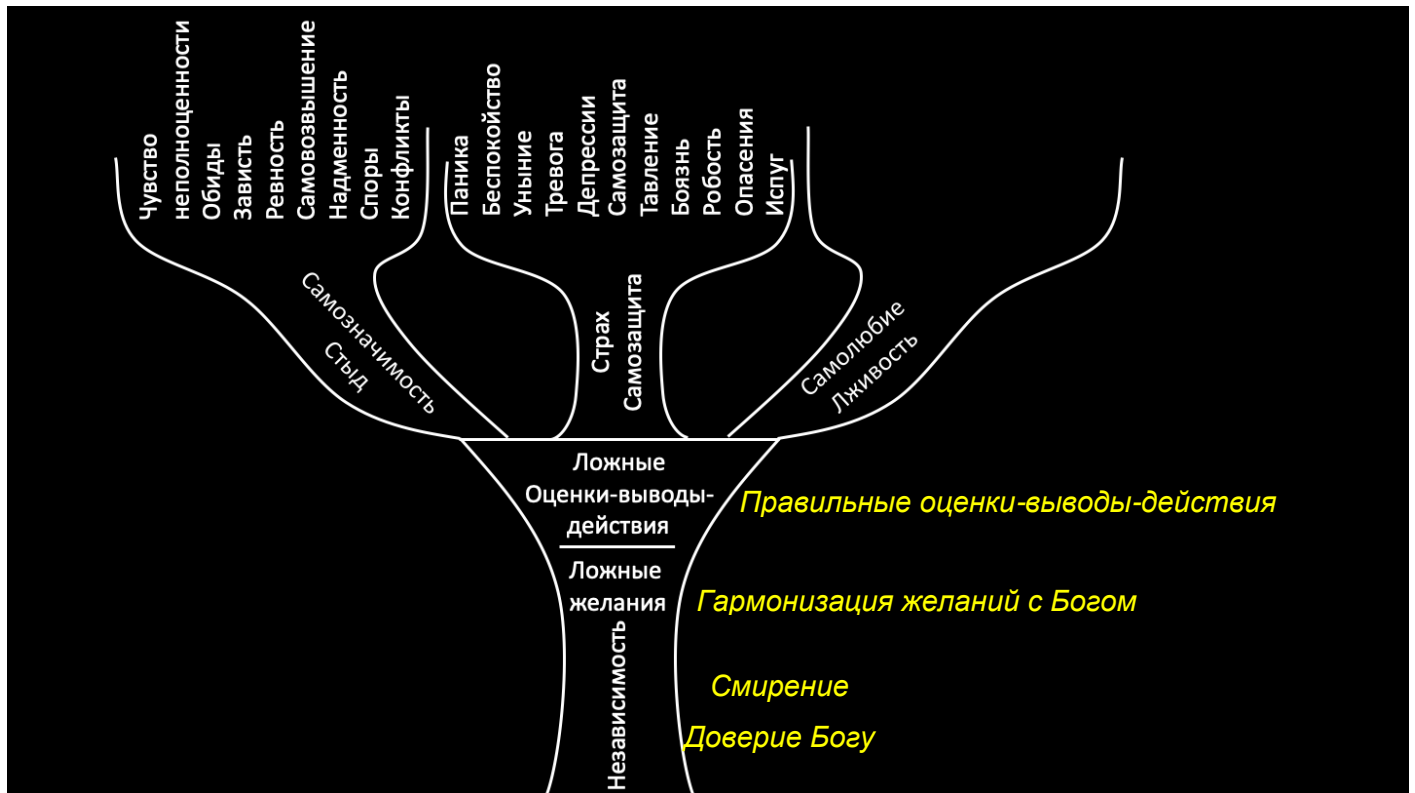 Чувство
неполноценности
Обиды
Зависть
Ревность
Самовозвышение
Надменность
Споры
Конфликты
Паника
Беспокойство
Уныние
Тревога
Депрессии
Самозащита
Тавление
Боязнь
Робость
Опасения
Испуг
Самозначимость
Стыд
Страх
Самозащита
Самолюбие
Лживость
Ложные
Оценки-выводы-
действия
Правильные оценки-выводы-действия
Ложные
желания
Гармонизация желаний с Богом
Независимость
Смирение
Доверие Богу